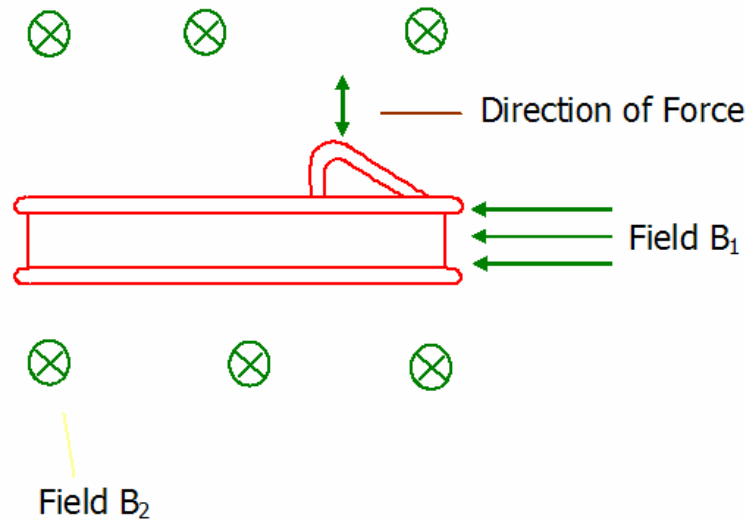 Direction of Force
Field B₁
Field B₂